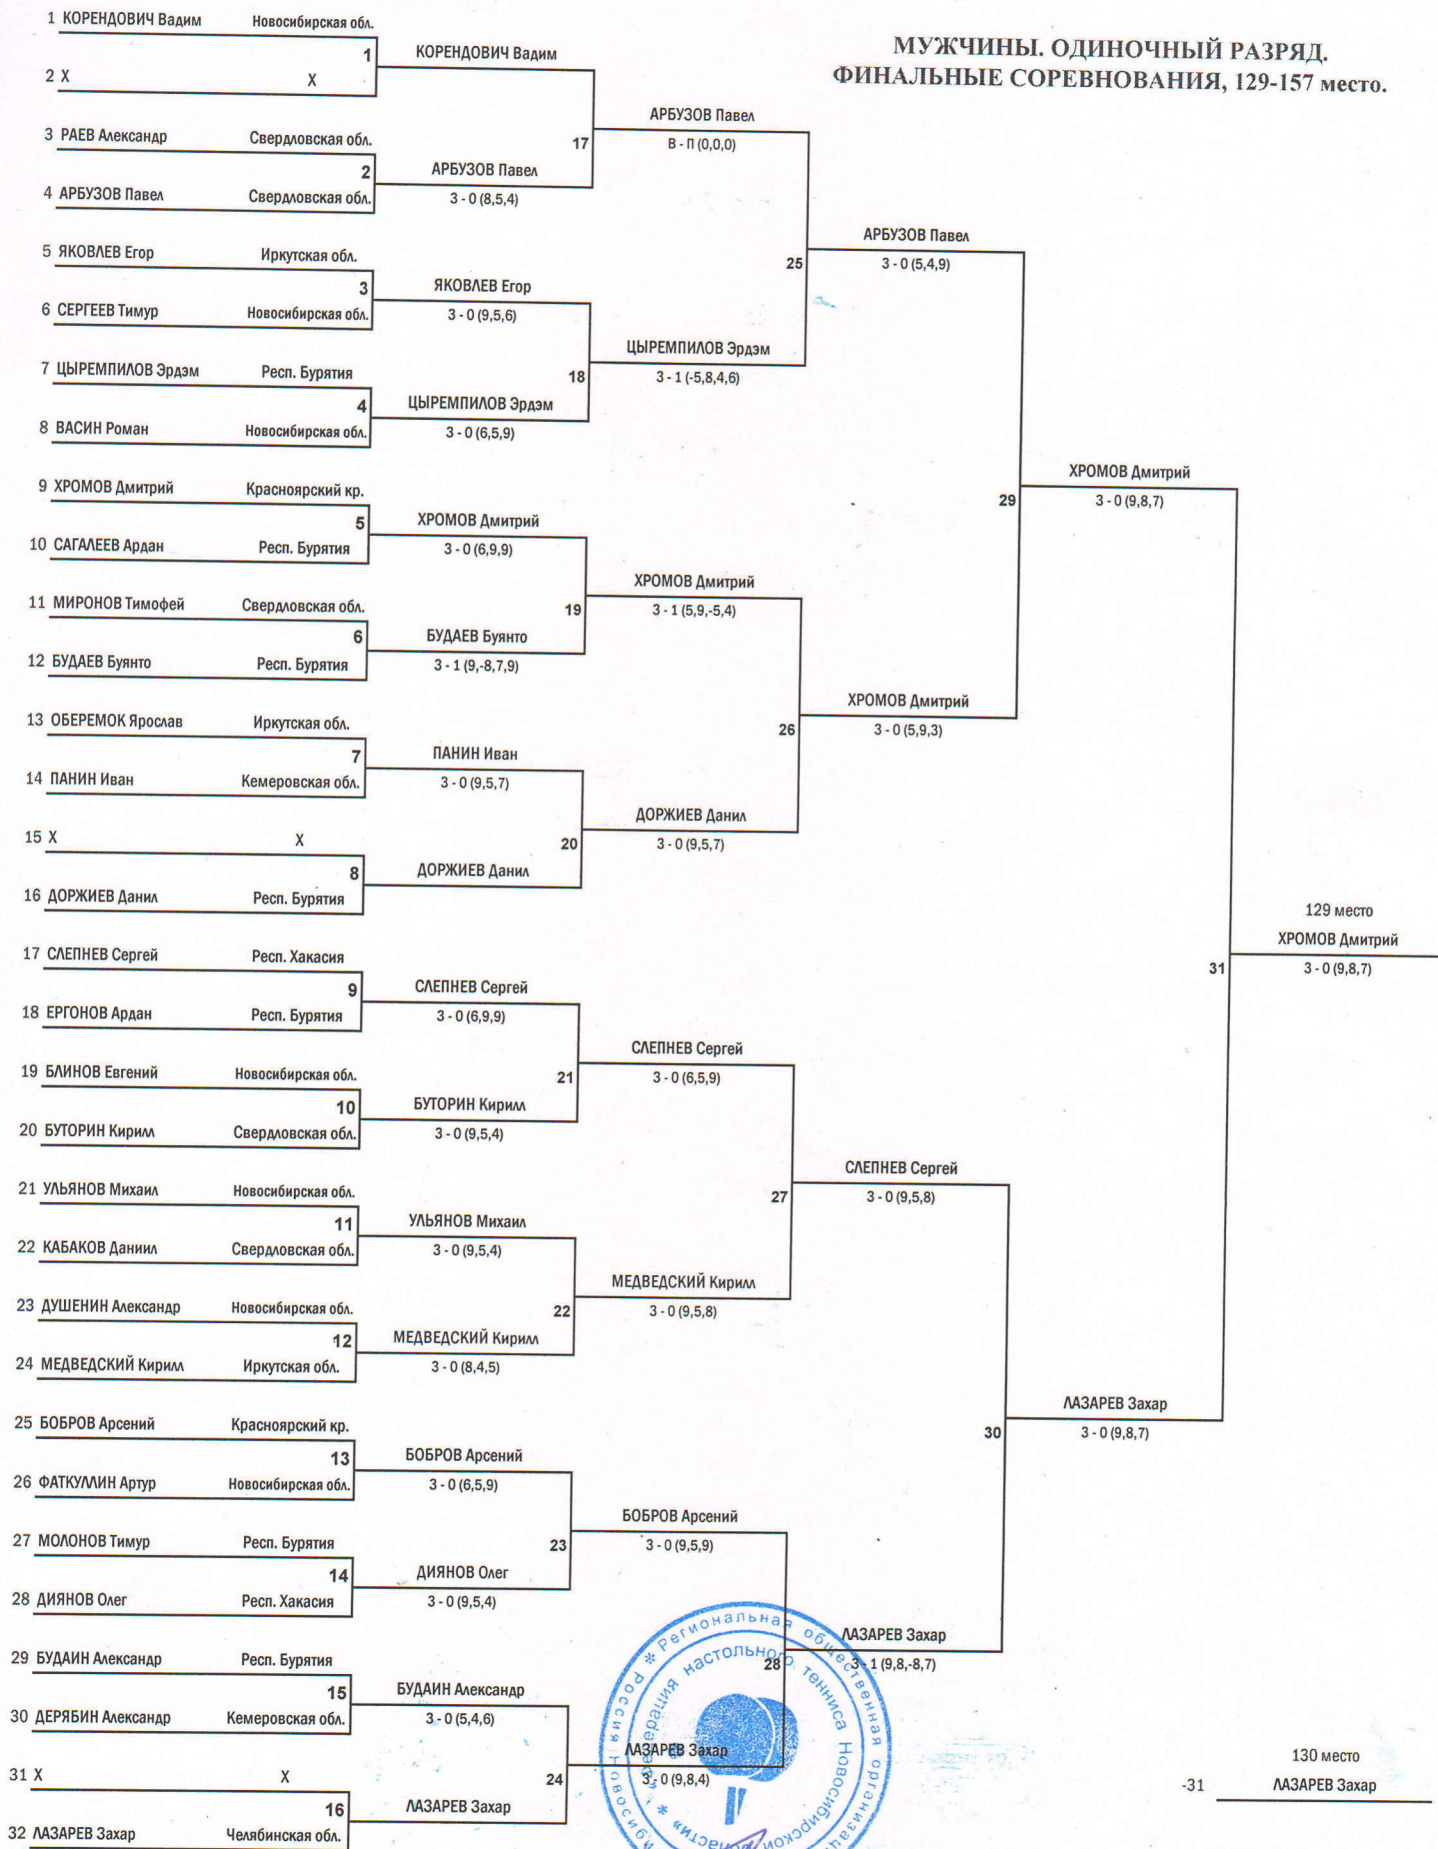 МУЖЧИНЫ. ОДИНОЧНЫЙ РАЗРЯД.
ФИНАЛЬНЫЕ СОРЕВНОВАНИЯ, 129-157 место.
1 КОРЕНДОВИЧ Вадим Новосибирская обл.
1
КОРЕНДОВИЧ Вадим
2 X X
3 РАЕВ Александр Свердловская обл.
2
АРБУЗОВ Павел
3 - 0 (8,5,4)
4 АРБУЗОВ Павел Свердловская обл.
17
АРБУЗОВ Павел
В - П (0,0,0)
5 ЯКОВЛЕВ Егор Иркутская обл.
3
ЯКОВЛЕВ Егор
3 - 0 (9,5,6)
6 СЕРГЕЕВ Тимур Новосибирская обл.
7 ЦЫРЕМПИЛОВ Эрдэм Респ. Бурятия
4
ЦЫРЕМПИЛОВ Эрдэм
3 - 0 (6,5,9)
8 ВАСИН Роман Новосибирская обл.
18
ЦЫРЕМПИЛОВ Эрдэм
3 - 1 (-5,8,4,6)
25
АРБУЗОВ Павел
3 - 0 (5,4,9)
9 ХРОМОВ Дмитрий Красноярский кр.
5
ХРОМОВ Дмитрий
3 - 0 (6,9,9)
10 САГАЛЕЕВ Ардан Респ. Бурятия
11 МИРОНОВ Тимофей Свердловская обл.
6
БУДАЕВ Буянто
3 - 1 (9,-8,7,9)
12 БУДАЕВ Буянто Респ. Бурятия
19
ХРОМОВ Дмитрий
3 - 1 (5,9,-5,4)
13 ОБЕРЕМОК Ярослав Иркутская обл.
7
ПАНИН Иван
3 - 0 (9,5,7)
14 ПАНИН Иван Кемеровская обл.
15 X X
8
ДОРЖИЕВ Данил
16 ДОРЖИЕВ Данил Респ. Бурятия
20
ДОРЖИЕВ Данил
3 - 0 (9,5,7)
26
ХРОМОВ Дмитрий
3 - 0 (5,9,3)
29
ХРОМОВ Дмитрий
3 - 0 (9,8,7)
17 СЛЕПНЕВ Сергей Респ. Хакасия
9
СЛЕПНЕВ Сергей
3 - 0 (6,9,9)
18 ЕРГОНОВ Ардан Респ. Бурятия
19 БЛИНОВ Евгений Новосибирская обл.
10
БУТОРИН Кирилл
3 - 0 (9,5,4)
20 БУТОРИН Кирилл Свердловская обл.
21
СЛЕПНЕВ Сергей
3 - 0 (6,5,9)
21 УЛЬЯНОВ Михаил Новосибирская обл.
11
УЛЬЯНОВ Михаил
3 - 0 (9,5,4)
22 КАБАКОВ Даниил Свердловская обл.
23 ДУШЕНИН Александр Новосибирская обл.
12
МЕДВЕДСКИЙ Кирилл
3 - 0 (8,4,5)
24 МЕДВЕДСКИЙ Кирилл Иркутская обл.
22
МЕДВЕДСКИЙ Кирилл
3 - 0 (9,5,8)
27
СЛЕПНЕВ Сергей
3 - 0 (9,5,8)
25 БОБРОВ Арсений Красноярский кр.
13
БОБРОВ Арсений
3 - 0 (6,5,9)
26 ФАТКУЛЛИН Артур Новосибирская обл.
27 МОЛОНОВ Тимур Респ. Бурятия
14
ДИЯНОВ Олег
3 - 0 (9,5,4)
28 ДИЯНОВ Олег Респ. Хакасия
23
БОБРОВ Арсений
3 - 0 (9,5,9)
29 БУДАИН Александр Респ. Бурятия
15
БУДАИН Александр
3 - 0 (5,4,6)
30 ДЕРЯБИН Александр Кемеровская обл.
31 X X
16
ЛАЗАРЕВ Захар
32 ЛАЗАРЕВ Захар Челябинская обл.
24
ЛАЗАРЕВ Захар
3 - 0 (9,8,4)
28
ЛАЗАРЕВ Захар
3 - 1 (9,8,-8,7)
30
ЛАЗАРЕВ Захар
3 - 0 (9,8,7)
31
129 место
ХРОМОВ Дмитрий
3 - 0 (9,8,7)
130 место
-31 ЛАЗАРЕВ Захар
Региональная общественная
настольного тенниса Новосибирской области»